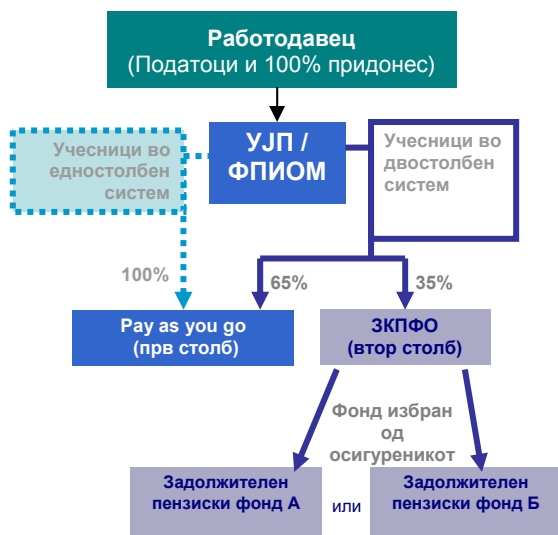 Работодавец
(Податоци и 100% придонес)
Учесници во
едностолбен
систем
УЈП /
ФПИОМ
Учесници во
двостолбен
систем
100%
65%
35%
Pay as you go
(прв столб)
ЗКПФО
(втор столб)
Фонд избран
од
осигуреникот
Задолжителен
пензиски фонд А
или
Задолжителен
пензиски фонд Б